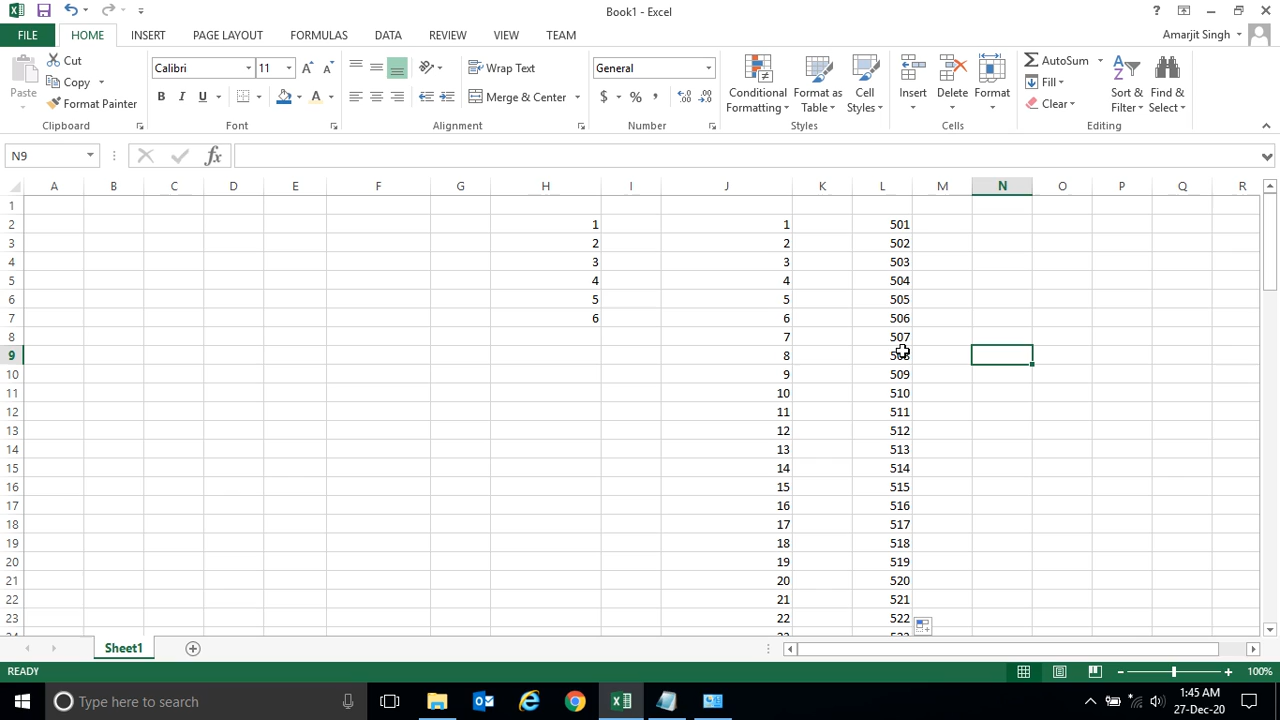 Book1 - Excel
FILE HOME INSERT PAGE LAYOUT FORMULAS DATA REVIEW VIEW TEAM Amarjit Singh
Paste Cut Calibri 11 Wrap Text General Conditional Formatting Format as Table Cell Styles Insert Delete Format AutoSum Sort & Filter Find & Select
Copy B I U A Merge & Center $ % , Fill
Format Painter Clear
Clipboard Font Alignment Number Styles Cells Editing
N9 fx
A B C D E F G H I J K L M N O P Q R
1
2 1 1 501
3 2 2 502
4 3 3 503
5 4 4 504
6 5 5 505
7 6 6 506
8 7 507
9 8
10 9 509
11 10 510
12 11 511
13 12 512
14 13 513
15 14 514
16 15 515
17 16 516
18 17 517
19 18 518
20 19 519
21 20 520
22 21 521
23 22 522
Sheet1
READY 100%
Type here to search 1:45 AM
27-Dec-20